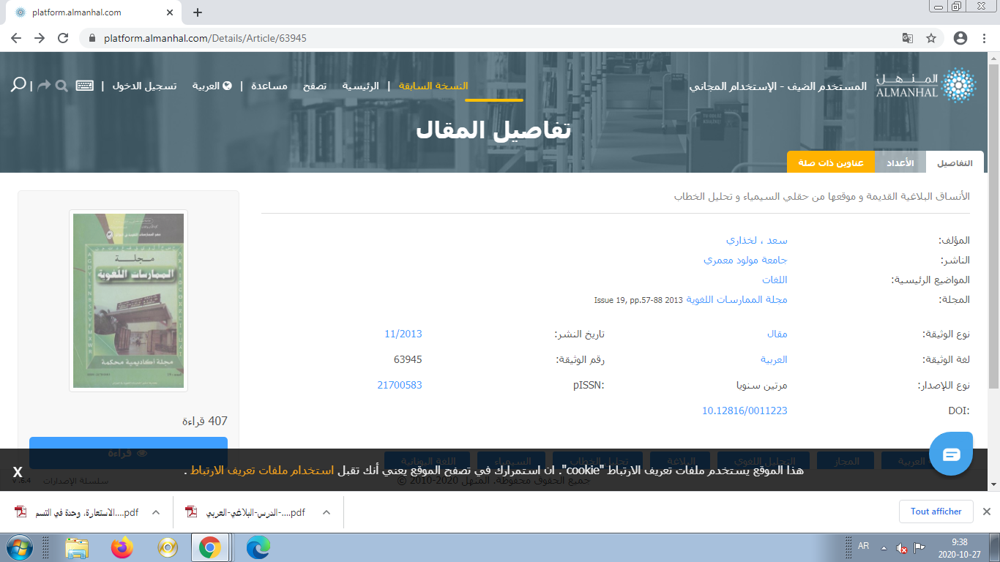 platform.almanhal.com
platform.almanhal.com/Details/Article/63945
المنهل
ALMANHAL
المستخدم الضيف - الإستخدام المجاني
النسخة السابقة | الرئيسية تصفح مساعدة | العربية تسجيل الدخول | |
تفاصيل المقال
التفاصيل الأعداد عناوين ذات صلة
الأنساق البلاغية القديمة و موقعها من حقلي السيمياء و تحليل الخطاب
المؤلف: سعد ، لخذاري
الناشر: جامعة مولود معمري
المواضيع الرئيسية: اللغات
المجلة: مجلة الممارسات اللغوية Issue 19, pp.57-88 2013
نوع الوثيقة: مقال تاريخ النشر: 11/2013
لغة الوثيقة: العربية رقم الوثيقة: 63945
نوع اللإصدار: مرتين سنويا pISSN: 21700583
DOI: 10.12816/0011223
مجلة
الممارسات اللغوية
مجلة أكاديمية محكمة
407 قراءة
قراءة
العربية المجاز التحليل اللغوي البلاغة تحليل الخطاب السيمياء اللغة اليونانية
هذا الموقع يستخدم ملفات تعريف الارتباط "cookie". ان استمرارك في تصفح الموقع يعني أنك تقبل استخدام ملفات تعريف الارتباط .
X
جميع الحقوق محفوظة. المنهل 2020-2010 ©
سلسلة الإصدارات
الاستعارة، وحدة في التسم....pdf
الدرس-البلاغي-العربي-....pdf
Tout afficher
AR
9:38
2020-10-27